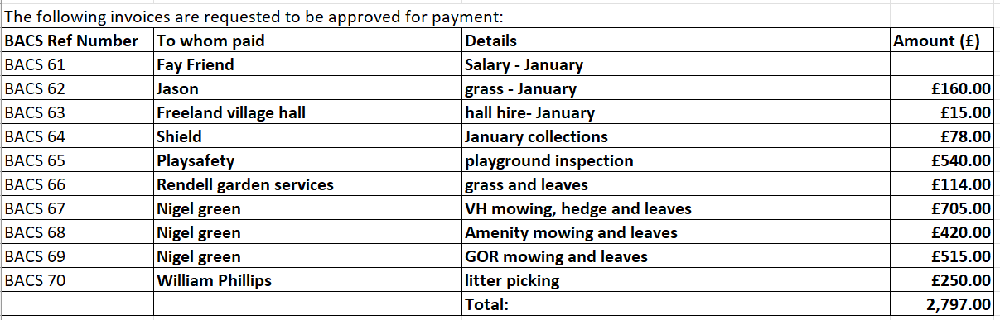 The following invoices are requested to be approved for payment:
BACS Ref Number To whom paid Details Amount (£)
BACS 61 Fay Friend Salary - January
BACS 62 Jason grass - January £160.00
BACS 63 Freeland village hall hall hire- January £15.00
BACS 64 Shield January collections £78.00
BACS 65 Playsafety playground inspection £540.00
BACS 66 Rendell garden services grass and leaves £114.00
BACS 67 Nigel green VH mowing, hedge and leaves £705.00
BACS 68 Nigel green Amenity mowing and leaves £420.00
BACS 69 Nigel green GOR mowing and leaves £515.00
BACS 70 William Phillips litter picking £250.00
Total: 2,797.00